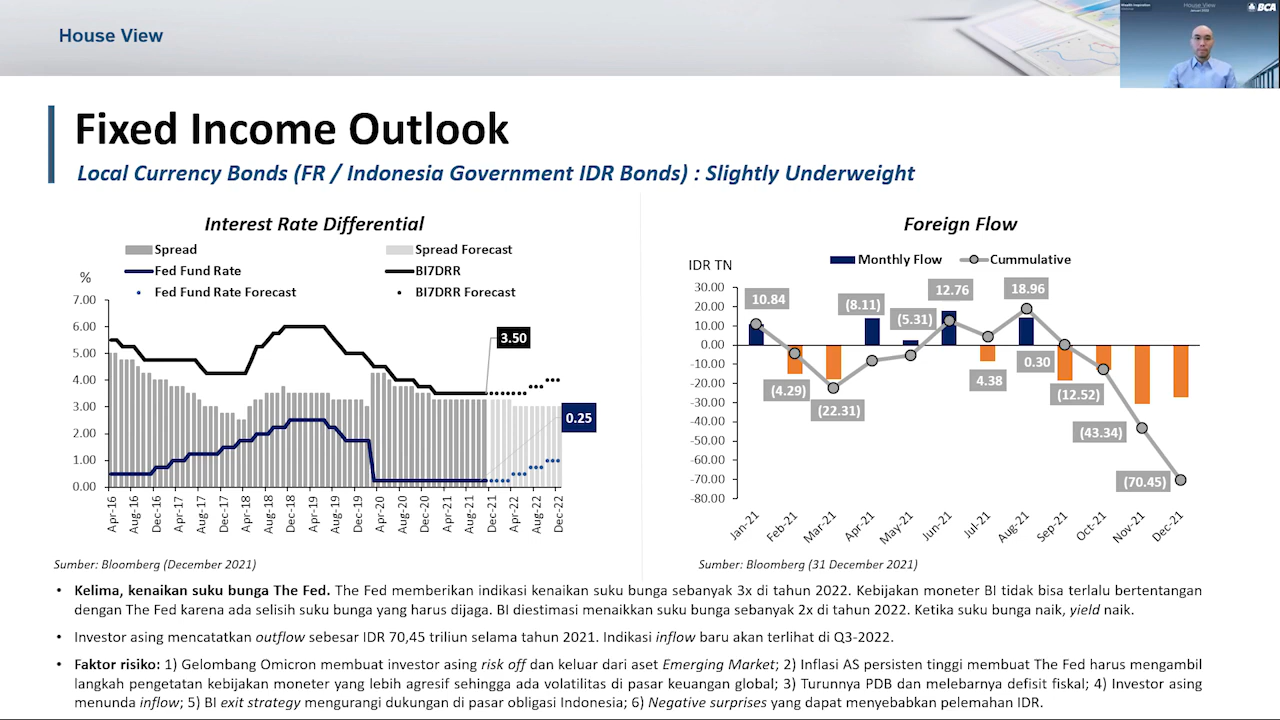 House View
House View
BCA
Fixed Income Outlook
Local Currency Bonds (FR / Indonesia Government IDR Bonds) : Slightly Underweight
Interest Rate Differential
Spread
Spread Forecast
Fed Fund Rate
BI7DRR
Fed Fund Rate Forecast
BI7DRR Forecast
%
7.00
6.00
5.00
4.00
3.00
2.00
1.00
0.00
3.50
0.25
Apr-16
Aug-16
Dec-16
Apr-17
Aug-17
Dec-17
Apr-18
Aug-18
Dec-18
Apr-19
Aug-19
Dec-19
Apr-20
Aug-20
Dec-20
Apr-21
Aug-21
Dec-21
Apr-22
Aug-22
Dec-22
Sumber: Bloomberg (December 2021)
Foreign Flow
IDR TN
Monthly Flow
Cummulative
30.00
20.00
10.00
0.00
-10.00
-20.00
-30.00
-40.00
-50.00
-60.00
-70.00
-80.00
10.84
(4.29)
(22.31)
(8.11)
(5.31)
12.76
4.38
18.96
0.30
(12.52)
(43.34)
(70.45)
Jan-21
Feb-21
Mar-21
Apr-21
May-21
Jun-21
Jul-21
Aug-21
Sep-21
Oct-21
Nov-21
Dec-21
Sumber: Bloomberg (31 December 2021)
• Kelima, kenaikan suku bunga The Fed. The Fed memberikan indikasi kenaikan suku bunga sebanyak 3x di tahun 2022. Kebijakan moneter BI tidak bisa terlalu bertentangan
dengan The Fed karena ada selisih suku bunga yang harus dijaga. BI diestimasi menaikkan suku bunga sebanyak 2x di tahun 2022. Ketika suku bunga naik, yield naik.
• Investor asing mencatatkan outflow sebesar IDR 70,45 triliun selama tahun 2021. Indikasi inflow baru akan terlihat di Q3-2022.
• Faktor risiko: 1) Gelombang Omicron membuat investor asing risk off dan keluar dari aset Emerging Market; 2) Inflasi AS persisten tinggi membuat The Fed harus mengambil
langkah pengetatan kebijakan moneter yang lebih agresif sehingga ada volatilitas di pasar keuangan global; 3) Turunnya PDB dan melebarnya defisit fiskal; 4) Investor asing
menunda inflow; 5) BI exit strategy mengurangi dukungan di pasar obligasi Indonesia; 6) Negative surprises yang dapat menyebabkan pelemahan IDR.